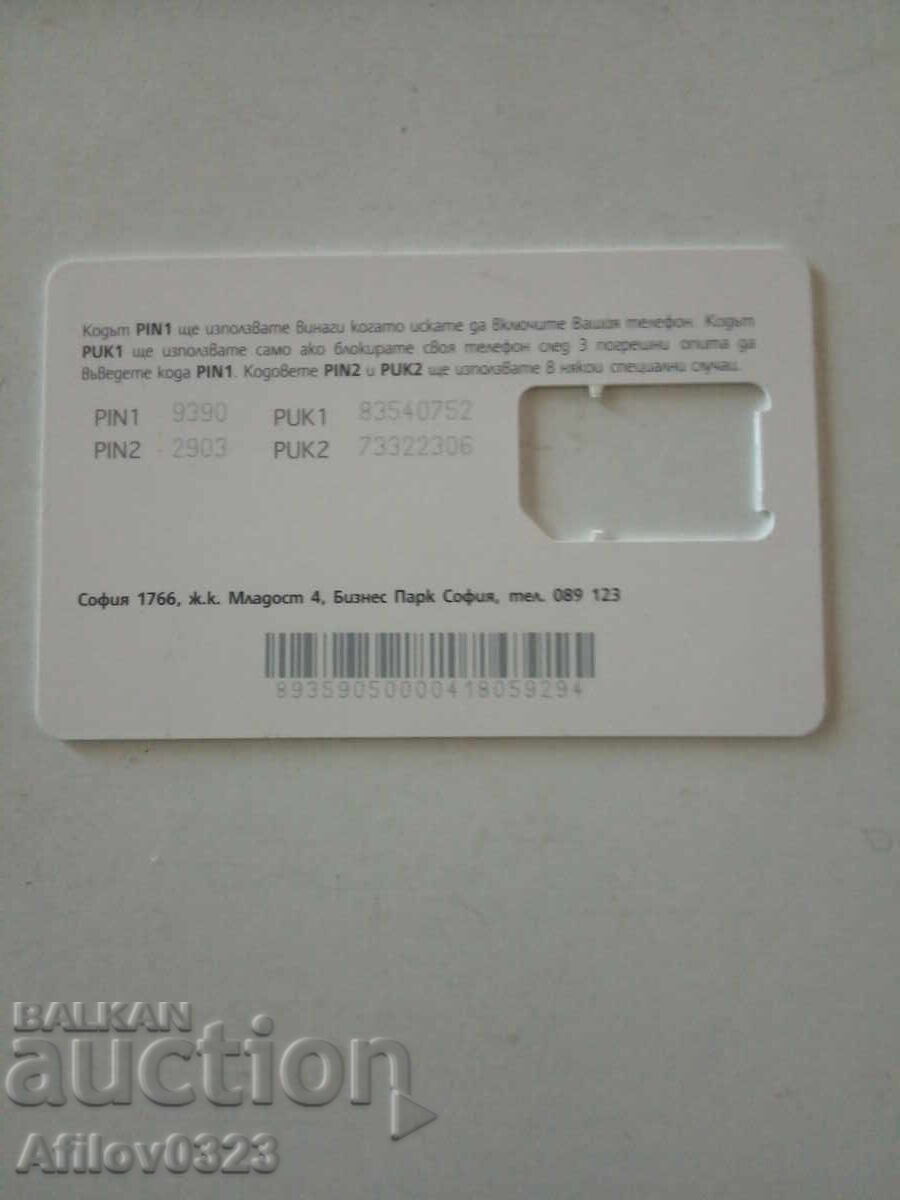 Кодът PIN1 ще използвате винаги когато искате да включите Вашия телефон. Кодът
PUK1 ще използвате само ако блокирате своя телефон след 3 погрешни опита да
въведете кода PIN1. Кодовете PIN2 и PUK2 ще използвате в някои специални случаи.
PIN1 9390 PUK1 83540752
PIN2 2903 PUK2 73322306
София 1766, ж.к. Младост 4, Бизнес Парк София, тел. 089 123
89359050000418059294
BALKAN
auction
Afilov0323